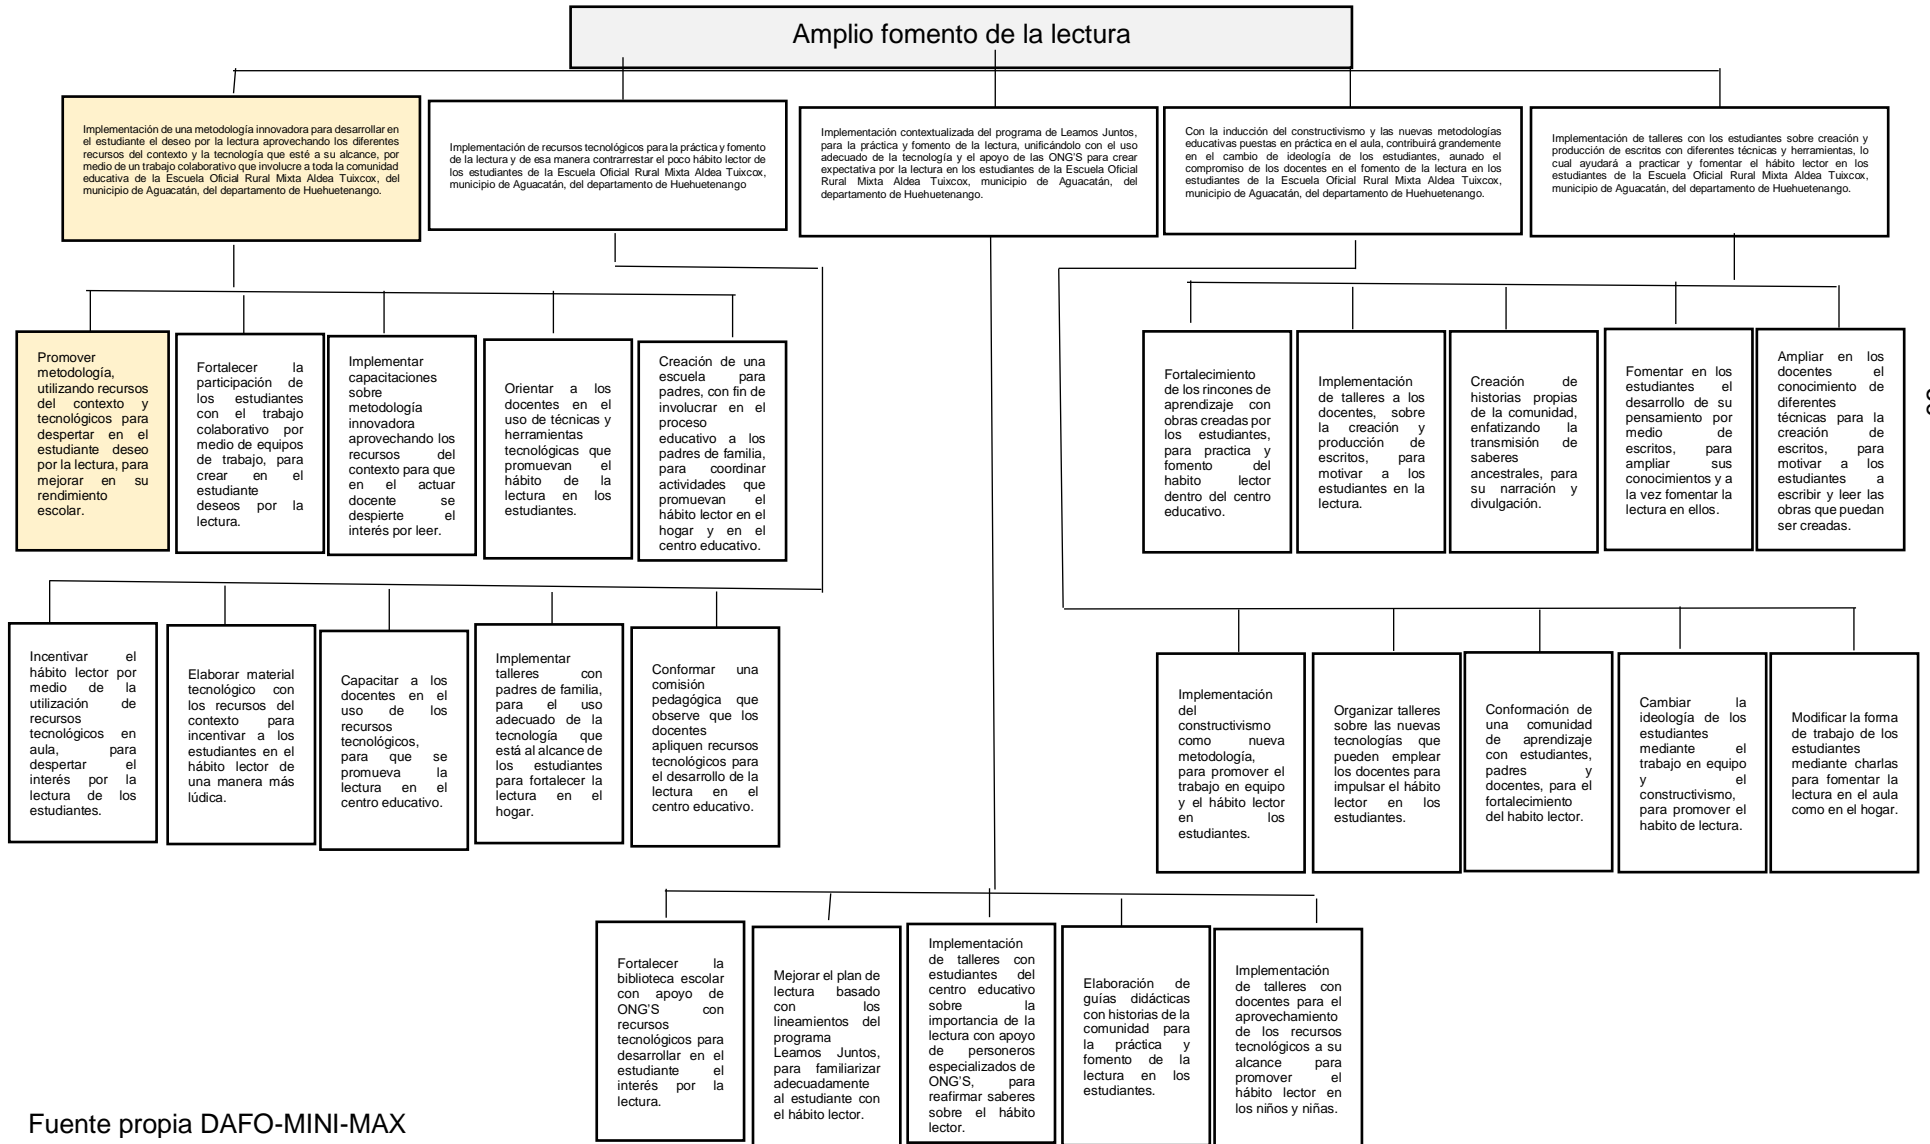 Amplio fomento de la lectura
Implementación de una metodología innovadora para desarrollar en
el estudiante el deseo por la lectura aprovechando los diferentes
recursos del contexto y la tecnología que esté a su alcance, por
medio de un trabajo colaborativo que involucre a toda la comunidad
educativa de la Escuela Oficial Rural Mixta Aldea Tuixcox, del
municipio de Aguacatán, del departamento de Huehuetenango.
Implementación de recursos tecnológicos para la práctica y fomento
de la lectura y de esa manera contrarrestar el poco hábito lector de
los estudiantes de la Escuela Oficial Rural Mixta Aldea Tuixcox,
municipio de Aguacatán, del departamento de Huehuetenango
Implementación contextualizada del programa de Leamos Juntos,
para la práctica y fomento de la lectura, unificándolo con el uso
adecuado de la tecnología y el apoyo de las ONG'S para crear
expectativa por la lectura en los estudiantes de la Escuela Oficial
Rural Mixta Aldea Tuixcox, municipio de Aguacatán, del
departamento de Huehuetenango.
Con la inducción del constructivismo y las nuevas metodologías
educativas puestas en práctica en el aula, contribuirá grandemente
en el cambio de ideología de los estudiantes, aunado el
compromiso de los docentes en el fomento de la lectura en los
estudiantes de la Escuela Oficial Rural Mixta Aldea Tuixcox,
municipio de Aguacatán, del departamento de Huehuetenango.
Implementación de talleres con los estudiantes sobre creación y
producción de escritos con diferentes técnicas y herramientas, lo
cual ayudará a practicar y fomentar el hábito lector en los
estudiantes de la Escuela Oficial Rural Mixta Aldea Tuixcox,
municipio de Aguacatán, del departamento de Huehuetenango.
Promover
metodología,
utilizando recursos
del contexto y
tecnológicos para
despertar en el
estudiante deseo
por la lectura, para
mejorar en su
rendimiento
escolar.
Fortalecer la
participación de
los estudiantes
con el trabajo
colaborativo por
medio de equipos
de trabajo, para
crear en el
estudiante
deseos por la
lectura.
Implementar
capacitaciones
sobre
metodología
innovadora
aprovechando los
recursos del
contexto para que
en el actuar
docente se
despierte el
interés por leer.
Orientar a los
docentes en el
uso de técnicas y
herramientas
tecnológicas que
promuevan el
hábito de la
lectura en los
estudiantes.
Creación de una
escuela para
padres, con fin de
involucrar en el
proceso
educativo a los
padres de familia,
para coordinar
actividades que
promuevan el
hábito lector en el
hogar y en el
centro educativo.
Fortalecimiento
de los rincones de
aprendizaje con
obras creadas por
los estudiantes,
para practica y
fomento del
habito lector
dentro del centro
educativo.
Implementación
de talleres a los
docentes, sobre
la creación y
producción de
escritos, para
motivar a los
estudiantes en la
lectura.
Creación de
historias propias
de la comunidad,
enfatizando la
transmisión de
saberes
ancestrales, para
su narración y
divulgación.
Fomentar en los
estudiantes el
desarrollo de su
pensamiento por
medio de
escritos, para
ampliar sus
conocimientos y a
la vez fomentar la
lectura en ellos.
Ampliar en los
docentes el
conocimiento de
diferentes
técnicas para la
creación de
escritos, para
motivar a los
estudiantes a
escribir y leer las
obras que puedan
ser creadas.
Incentivar el
hábito lector por
medio de la
utilización de
recursos
tecnológicos en
aula, para
despertar el
interés por la
lectura de los
estudiantes.
Elaborar material
tecnológico con
los recursos del
contexto para
incentivar a los
estudiantes en el
hábito lector de
una manera más
lúdica.
Capacitar a los
docentes en el
uso de los
recursos
tecnológicos,
para que se
promueva la
lectura en el
centro educativo.
Implementar
talleres con
padres de familia,
para el uso
adecuado de la
tecnología que
está al alcance de
los estudiantes
para fortalecer la
lectura en el
hogar.
Conformar una
comisión
pedagógica que
observe que los
docentes
apliquen recursos
tecnológicos para
el desarrollo de la
lectura en el
centro educativo.
Implementación
del
constructivismo
como nueva
metodología,
para promover el
trabajo en equipo
y el hábito lector
en los
estudiantes.
Organizar talleres
sobre las nuevas
tecnologías que
pueden emplear
los docentes para
impulsar el hábito
lector en los
estudiantes.
Conformación de
una comunidad
de aprendizaje
con estudiantes,
padres y
docentes, para el
fortalecimiento
del habito lector.
Cambiar la
ideología de los
estudiantes
mediante el
trabajo en equipo
y el
constructivismo,
para promover el
habito de lectura.
Modificar la forma
de trabajo de los
estudiantes
mediante charlas
para fomentar la
lectura en el aula
como en el hogar.
Fortalecer la
biblioteca escolar
con apoyo de
ONG'S con
recursos
tecnológicos para
desarrollar en el
estudiante el
interés por la
lectura.
Mejorar el plan de
lectura basado
con los
lineamientos del
programa
Leamos Juntos,
para familiarizar
adecuadamente
al estudiante con
el hábito lector.
Implementación
de talleres con
estudiantes del
centro educativo
sobre la
importancia de la
lectura con apoyo
de personeros
especializados de
ONG'S, para
reafirmar saberes
sobre el hábito
lector.
Elaboración de
guías didácticas
con historias de la
comunidad para
la práctica y
fomento de la
lectura en los
estudiantes.
Implementación
de talleres con
docentes para el
aprovechamiento
de los recursos
tecnológicos a su
alcance para
promover el
hábito lector en
los niños y niñas.
Fuente propia DAFO-MINI-MAX